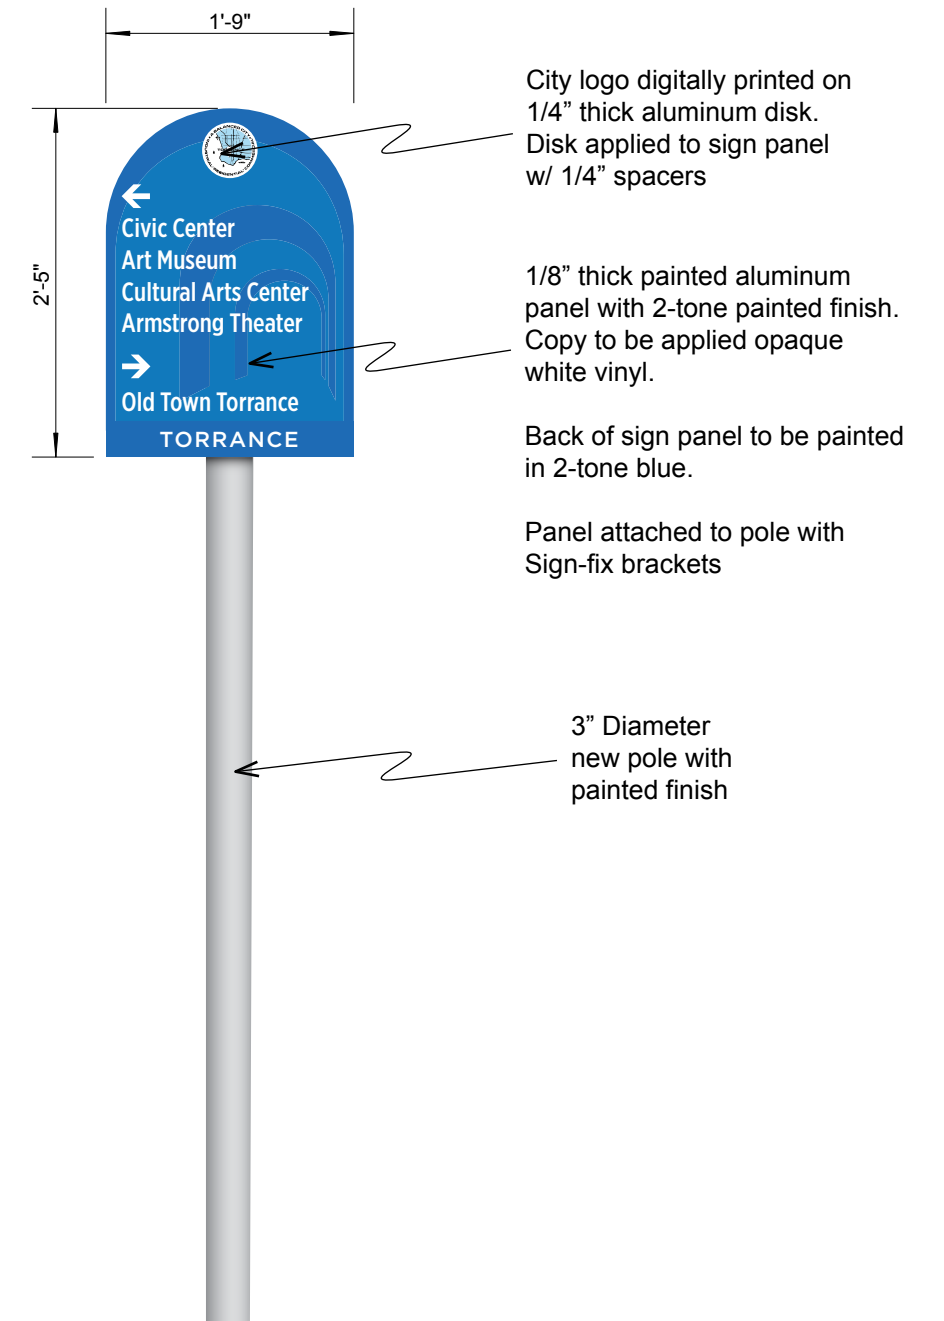 1'-9"
2'-5"
City logo digitally printed on
1/4” thick aluminum disk.
Disk applied to sign panel
w/ 1/4” spacers
Civic Center
Art Museum
Cultural Arts Center
Armstrong Theater
Old Town Torrance
TORRANCE
1/8” thick painted aluminum
panel with 2-tone painted finish.
Copy to be applied opaque
white vinyl.
Back of sign panel to be painted
in 2-tone blue.
Panel attached to pole with
Sign-fix brackets
3” Diameter
new pole with
painted finish